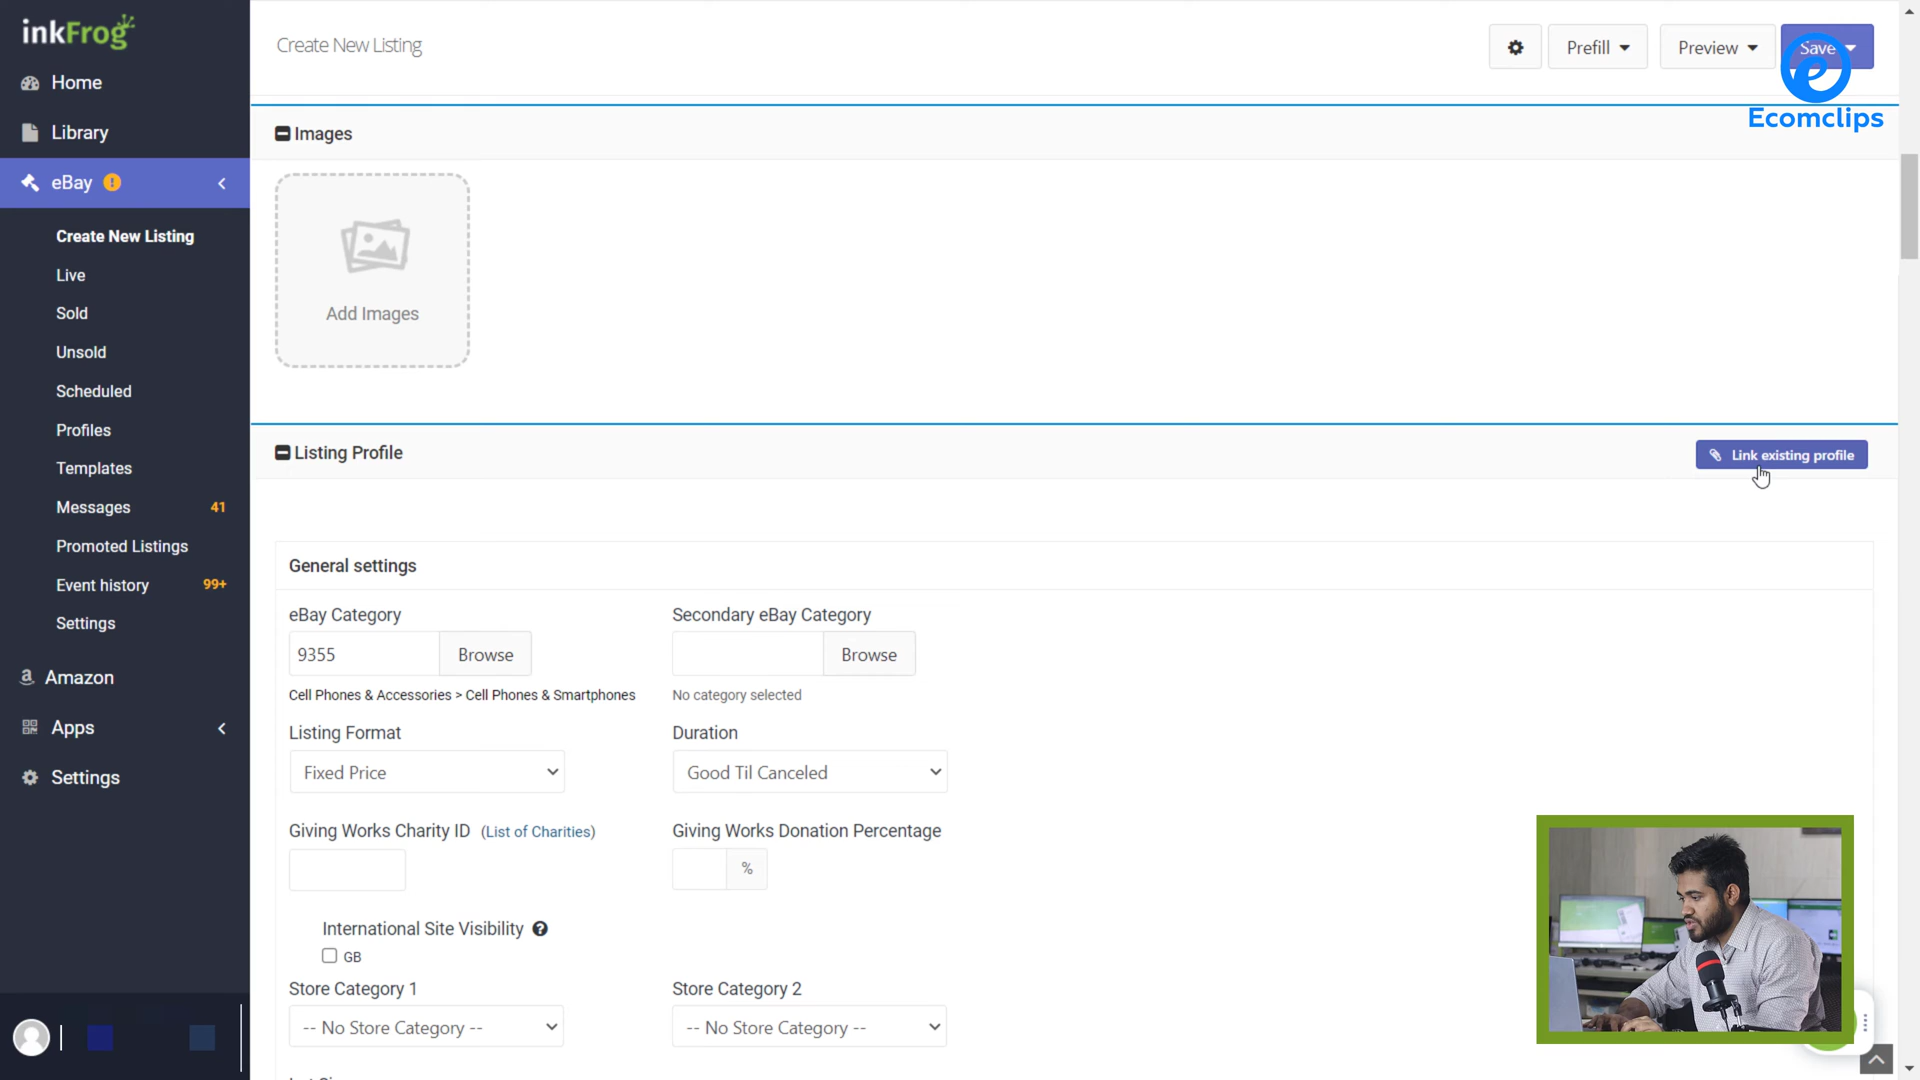 inkFrog
Home
Library
eBay
Create New Listing
Live
Sold
Unsold
Scheduled
Profiles
Templates
Messages 41
Promoted Listings
Event history 99+
Settings
Amazon
Apps
Settings
Create New Listing
Prefill
Preview
Save
Ecomclips
Images
Add Images
Listing Profile
Link existing profile
General settings
eBay Category
Secondary eBay Category
9355
Browse
Browse
Cell Phones & Accessories > Cell Phones & Smartphones
No category selected
Listing Format
Duration
Fixed Price
Good Til Canceled
Giving Works Charity ID (List of Charities)
Giving Works Donation Percentage
%
International Site Visibility
GB
Store Category 1
Store Category 2
-- No Store Category --
-- No Store Category --